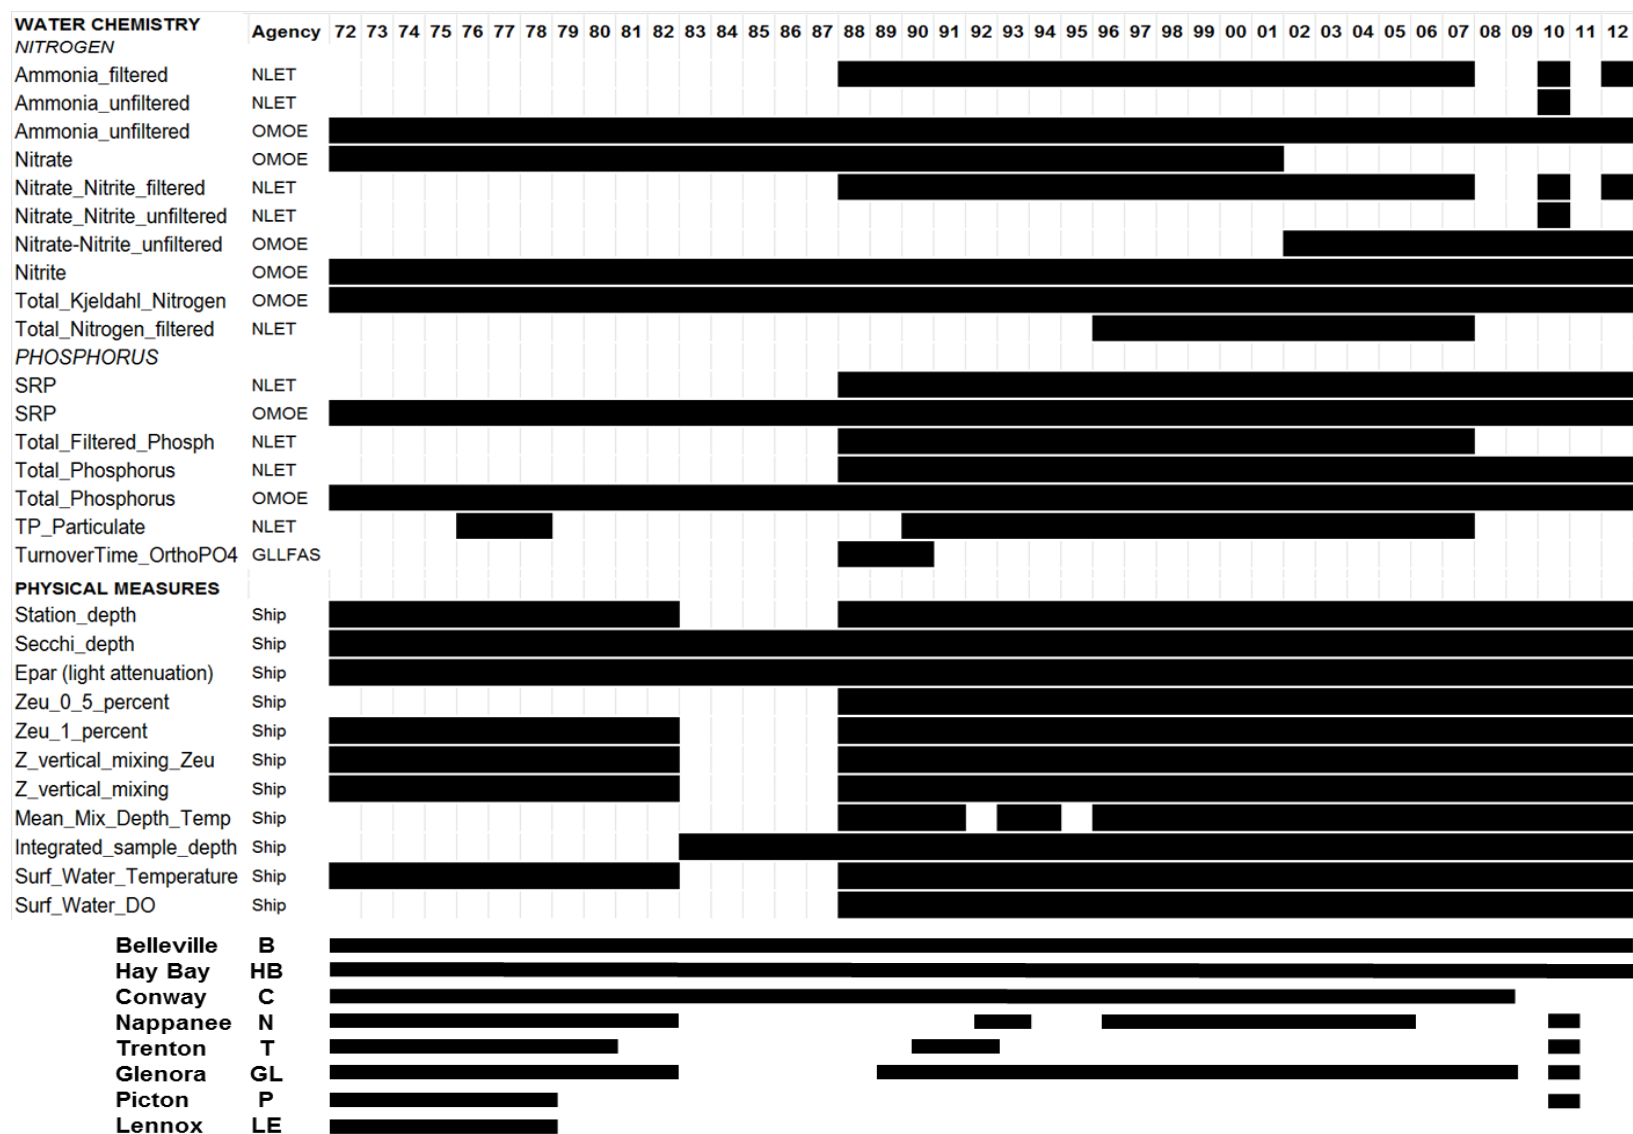 WATER CHEMISTRY Agency 72 73 74 75 76 77 78 79 80 81 82 83 84 85 86 87 88 89 90 91 92 93 94 95 96 97 98 99 00 01 02 03 04 05 06 07 08 09 10 11 12
NITROGEN
Ammonia_filtered NLET
Ammonia_unfiltered NLET
Ammonia_unfiltered OMOE
Nitrate OMOE
Nitrate_Nitrite_filtered NLET
Nitrate_Nitrite_unfiltered NLET
Nitrate-Nitrite_unfiltered OMOE
Nitrite OMOE
Total_Kjeldahl_Nitrogen OMOE
Total_Nitrogen_filtered NLET
PHOSPHORUS
SRP NLET
SRP OMOE
Total_Filtered_Phosph NLET
Total_Phosphorus NLET
Total_Phosphorus OMOE
TP_Particulate NLET
TurnoverTime_OrthoPO4 GLLFAS
PHYSICAL MEASURES
Station_depth Ship
Secchi_depth Ship
Epar (light attenuation) Ship
Zeu_0_5_percent Ship
Zeu_1_percent Ship
Z_vertical_mixing_Zeu Ship
Z_vertical_mixing Ship
Mean_Mix_Depth_Temp Ship
Integrated_sample_depth Ship
Surf_Water_Temperature Ship
Surf_Water_DO Ship
Belleville B
Hay Bay HB
Conway C
Nappanee N
Trenton T
Glenora GL
Picton P
Lennox LE